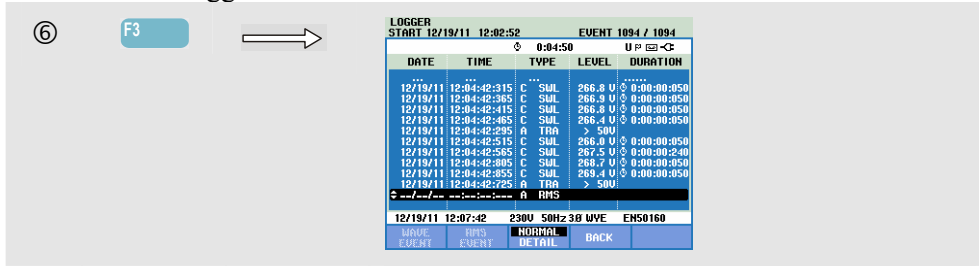 ⑥
F3
LOGGER
START 12/19/11 12:02:52 EVENT 1094 / 1094
0:04:50 U
DATE TIME TYPE LEVEL DURATION
... ... ... ......
12/19/11 12:04:42:315 C SWL 266.8 V 0:00:00:050
12/19/11 12:04:42:365 C SWL 266.9 V 0:00:00:050
12/19/11 12:04:42:415 C SWL 266.8 V 0:00:00:050
12/19/11 12:04:42:465 C SWL 266.4 V 0:00:00:050
12/19/11 12:04:42:295 A TRA > 50V
12/19/11 12:04:42:515 C SWL 266.0 V 0:00:00:050
12/19/11 12:04:42:565 C SWL 267.5 V 0:00:00:240
12/19/11 12:04:42:805 C SWL 268.7 V 0:00:00:050
12/19/11 12:04:42:855 C SWL 269.4 V 0:00:00:050
12/19/11 12:04:42:725 A TRA > 50V
--/--/-- --:--:--:--- A RMS
12/19/11 12:07:42 230V 50Hz 3.0 WYE EN50160
WAVE EVENT RMS EVENT NORMAL DETAIL BACK